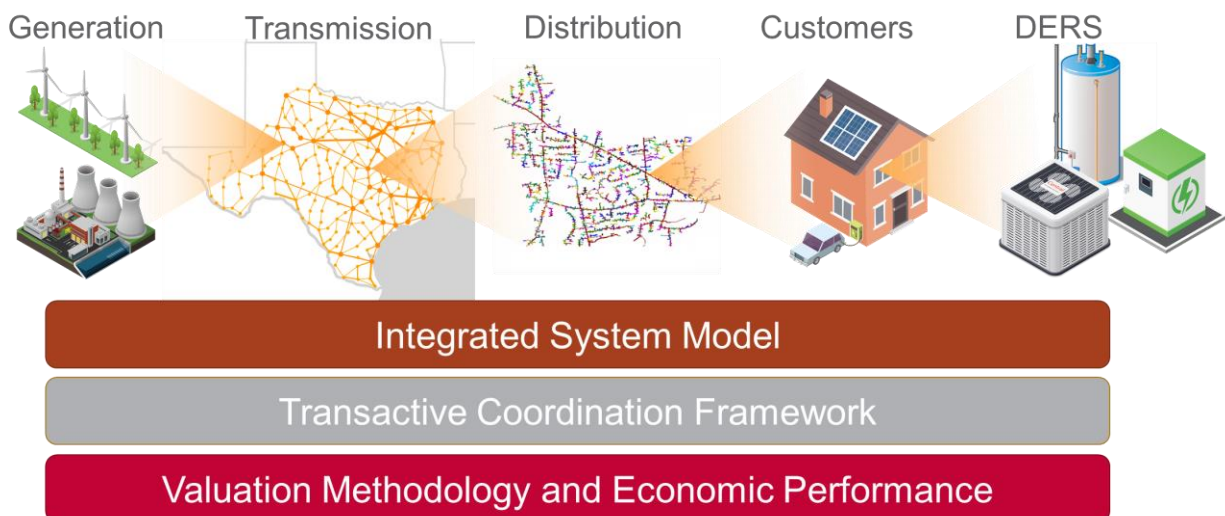 Generation
Transmission
Distribution
Customers
DERS
Integrated System Model
Transactive Coordination Framework
Valuation Methodology and Economic Performance